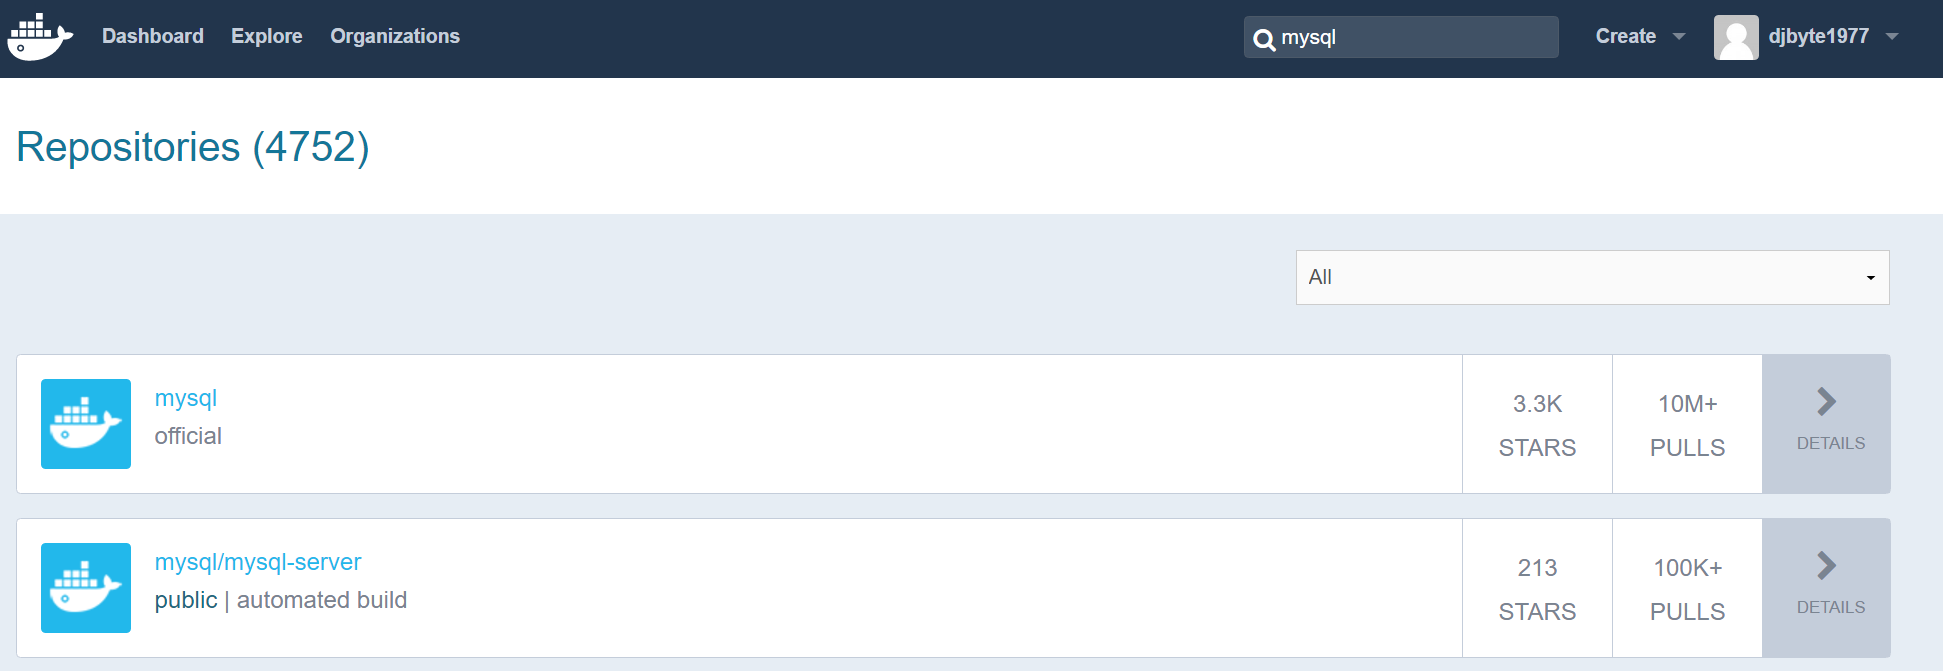 Dashboard Explore Organizations mysql Create djbyte1977
Repositories (4752)
All
mysql
official
3.3K
STARS
10M+
PULLS
DETAILS
mysql/mysql-server
public | automated build
213
STARS
100K+
PULLS
DETAILS